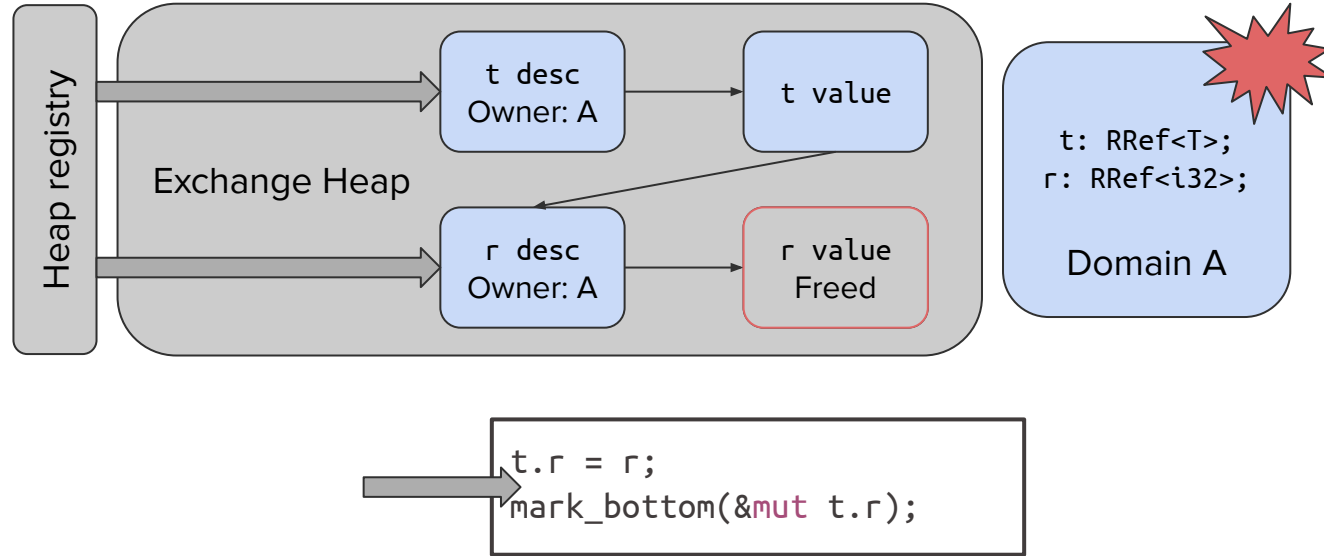 Heap registry
Exchange Heap
t desc
Owner: A
t value
r desc
Owner: A
r value
Freed
t: RRef<T>;
r: RRef<i32>;
Domain A
t.r = r;
mark_bottom(&mut t.r);